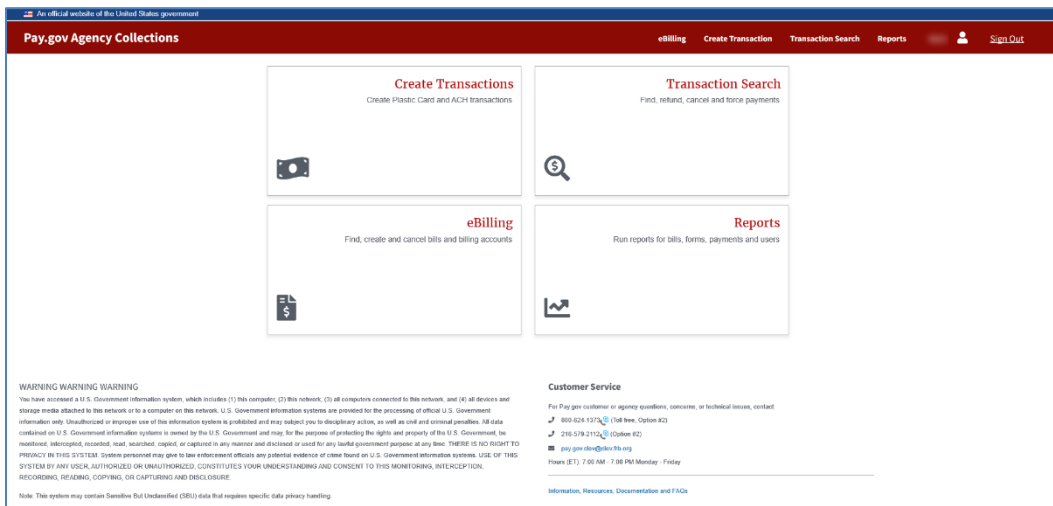 An official website of the United States government
Pay.gov Agency Collections
eBilling Create Transaction Transaction Search Reports Sign Out
Create Transactions
Create Plastic Card and ACH transactions
Transaction Search
Find, refund, cancel and force payments
eBilling
Find, create and cancel bills and billing accounts
Reports
Run reports for bills, forms, payments and users
WARNING WARNING WARNING
You have accessed a U.S. Government information system, which includes (1) this computer, (2) this network, (3) all computers connected to this network, and (4) all devices and
storage media attached to this network or to a computer on this network. U.S. Government information systems are provided for the processing of official U.S. Government
information only. Unauthorized or improper use of this information system is prohibited and may subject you to disciplinary action, as well as civil and criminal penalties. All data
contained on U.S. Government information systems is owned by the U.S. Government and may, for the purpose of protecting the rights and property of the U.S. Government, be
monitored, intercepted, recorded, read, searched, copied, or captured in any manner and disclosed or used for any lawful government purpose at any time. THERE IS NO RIGHT TO
PRIVACY IN THIS SYSTEM. System personnel may give to law enforcement officials any potential evidence of crime found on U.S. Government information systems. USE OF THIS
SYSTEM BY ANY USER, AUTHORIZED OR UNAUTHORIZED, CONSTITUTES YOUR UNDERSTANDING AND CONSENT TO THIS MONITORING, INTERCEPTION,
RECORDING, READING, COPYING, OR CAPTURING AND DISCLOSURE.
Note: This system may contain Sensitive But Unclassified (SBU) data that requires specific data privacy handling.
Customer Service
For Pay.gov customer or agency questions, concerns, or technical issues, contact:
800-624-1373 (Toll free, Option #2)
216-579-2112 (Option #2)
pay.gov.clev@clev.frb.org
Hours (ET): 7:00 AM - 7:00 PM Monday - Friday
Information, Resources, Documentation and FAQs